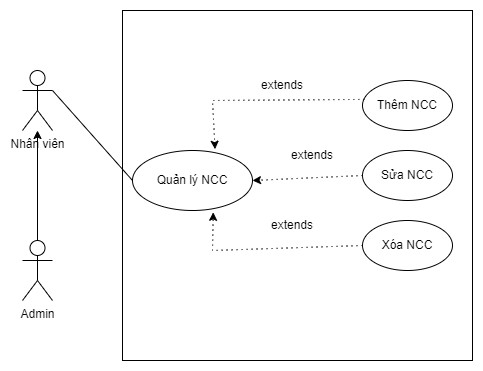 extends
Thêm NCC
Nhân viên
extends
Quản lý NCC
Sửa NCC
extends
Xóa NCC
Admin